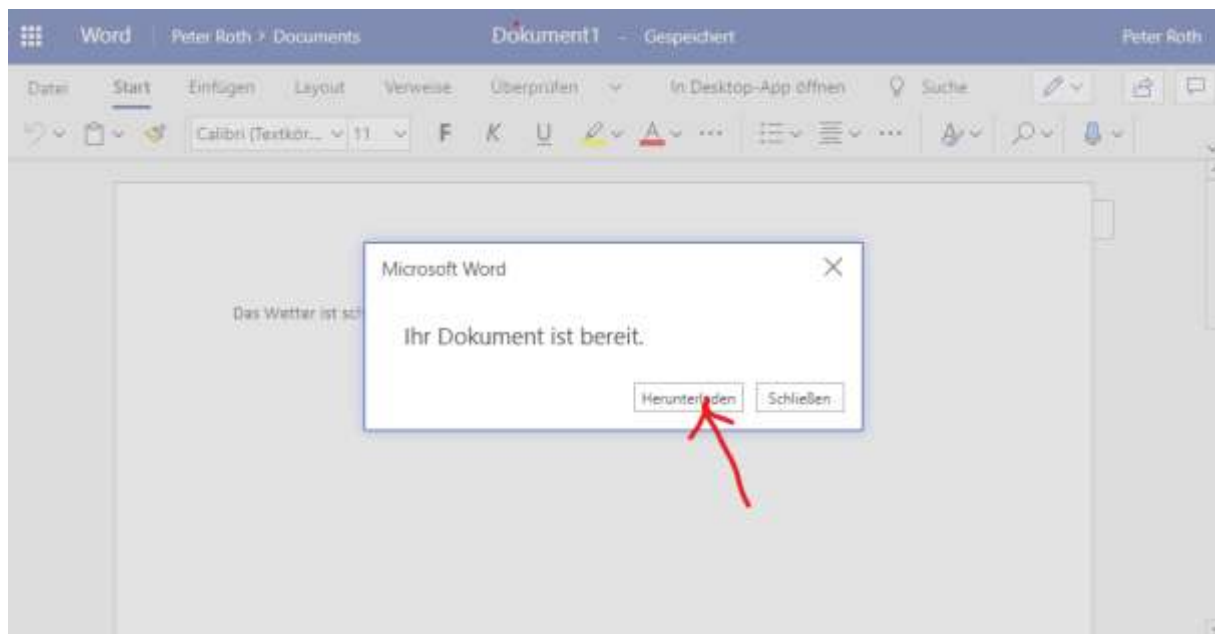 Word Peter Roth > Documents Dokument1 - Gespeichert Peter Roth
Datei Start Einfügen Layout Verweise Überprüfen In Desktop-App öffnen Suche
Calibri (Textkör... 11 F K U A ...
Microsoft Word
Das Wetter ist sch
Ihr Dokument ist bereit.
Herunterladen Schließen